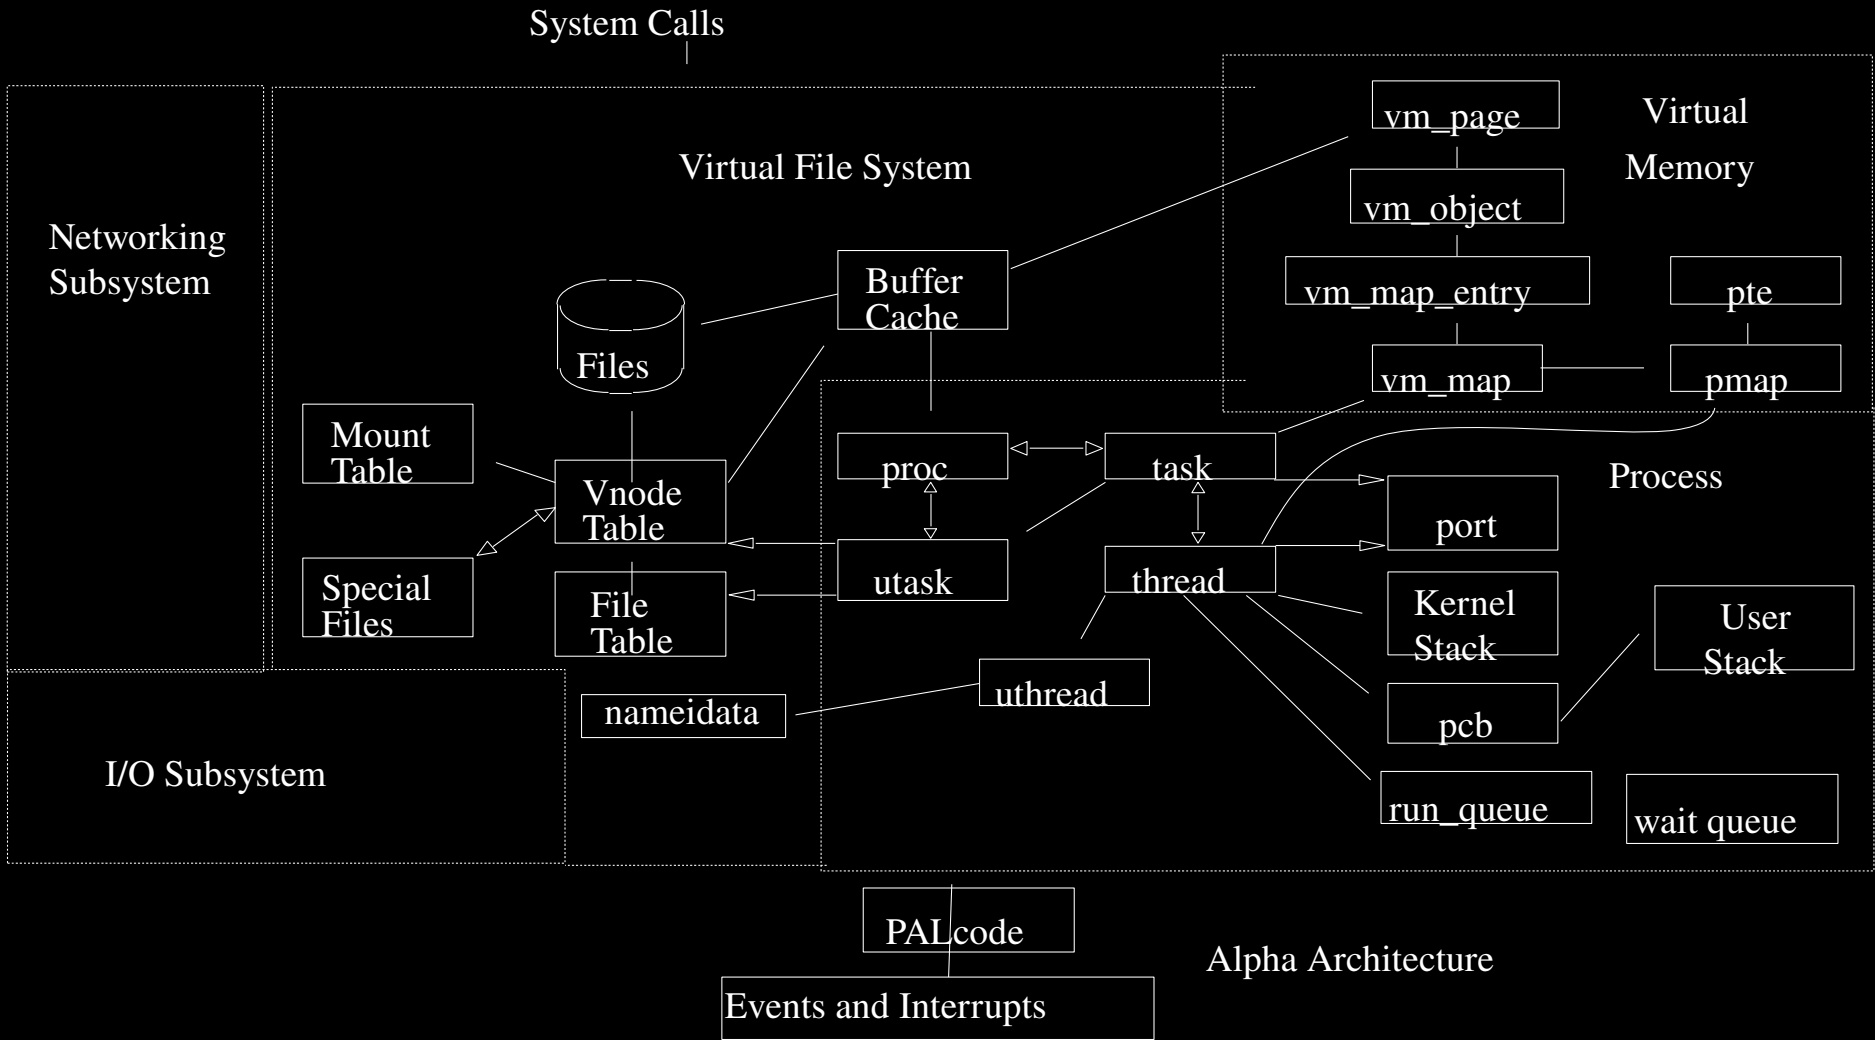 System Calls
Networking
Subsystem
Virtual File System
vm_page
Virtual
Memory
vm_object
Buffer
Cache
vm_map_entry
pte
Files
vm_map
pmap
Mount
Table
Vnode
Table
proc
task
Process
port
Special
Files
File
Table
utask
thread
Kernel
Stack
User
Stack
nameidata
uthread
pcb
I/O Subsystem
run_queue
wait queue
PALcode
Alpha Architecture
Events and Interrupts